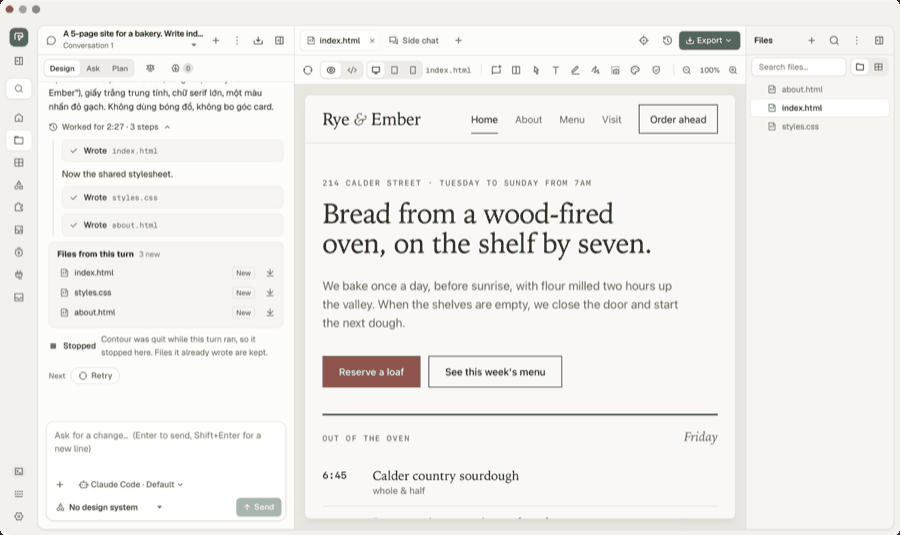 A 5-page site for a bakery. Write ind...
Conversation 1
Design Ask Plan
0
Ember"), giấy trắng trung tính, chữ serif lớn, một màu
nhấn đỏ gạch. Không dùng bóng đổ, không bo góc card.
Worked for 2:27 · 3 steps
Wrote index.html
Now the shared stylesheet.
Wrote styles.css
Wrote about.html
Files from this turn 3 new
index.html New
styles.css New
about.html New
Stopped
Contour was quit while this turn ran, so it
stopped here. Files it already wrote are kept.
Next Retry
Ask for a change… (Enter to send, Shift+Enter for a
new line)
Claude Code · Default
No design system
Send
index.html
Side chat
Export
index.html
100%
Rye & Ember
Home About Menu Visit Order ahead
214 CALDER STREET · TUESDAY TO SUNDAY FROM 7AM
Bread from a wood-fired
oven, on the shelf by seven.
We bake once a day, before sunrise, with flour milled two hours up
the valley. When the shelves are empty, we close the door and start
the next dough.
Reserve a loaf
See this week's menu
OUT OF THE OVEN
Friday
6:45 Calder country sourdough
whole & half
Files
Search files...
about.html
index.html
styles.css